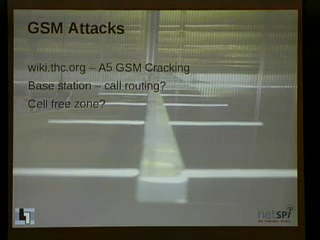 GSM Attacks
wiki.thc.org – A5 GSM Cracking
Base station – call routing?
Cell free zone?
netSPI